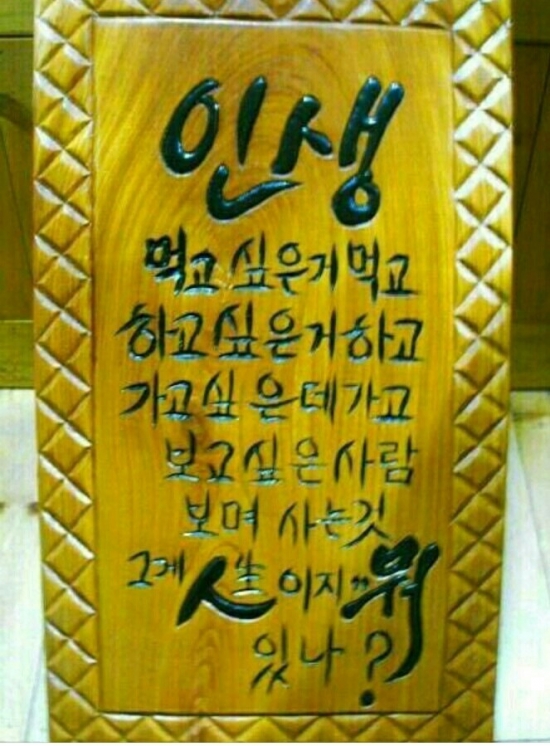 인생
먹고싶은거먹고
하고싶은거하고
가고싶은데가고
보고싶은사람
보며 사는것
그게 人生이지" 뭐
있나?